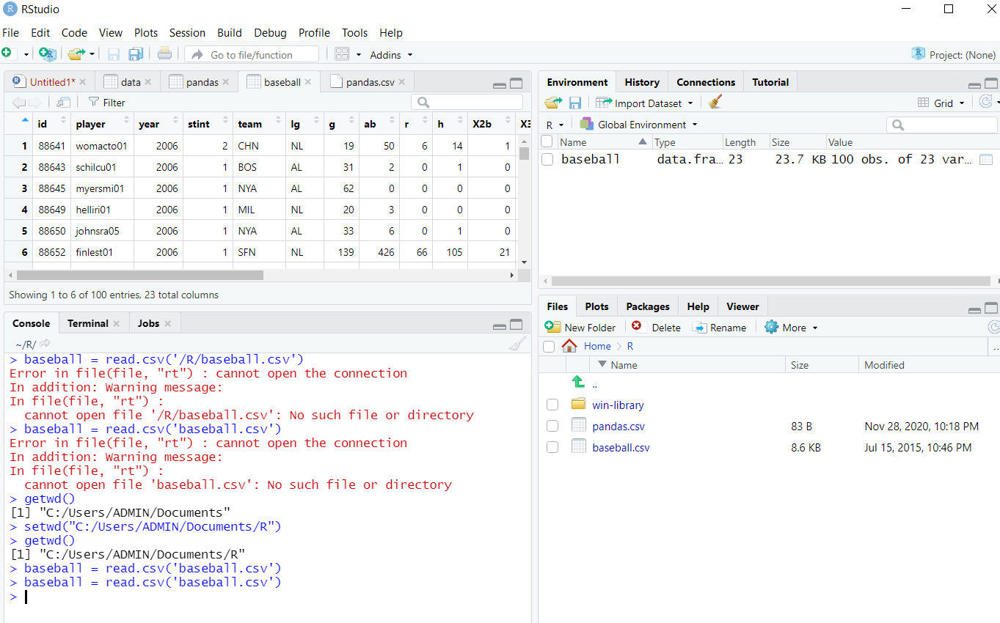 RStudio
File Edit Code View Plots Session Build Debug Profile Tools Help
Go to file/function Addins Project: (None)
Untitled1* data pandas baseball pandas.csv
Filter
id player year stint team lg g ab r h X2b X3
1 88641 womacto01 2006 2 CHN NL 19 50 6 14 1
2 88643 schilcu01 2006 1 BOS AL 31 2 0 1 0
3 88645 myersmi01 2006 1 NYA AL 62 0 0 0 0
4 88649 helliri01 2006 1 MIL NL 20 3 0 0 0
5 88650 johnsra05 2006 1 NYA AL 33 6 0 1 0
6 88652 finlest01 2006 1 SFN NL 139 426 66 105 21
Showing 1 to 6 of 100 entries, 23 total columns
Console Terminal Jobs
~/R/
> baseball = read.csv('/R/baseball.csv')
Error in file(file, "rt") : cannot open the connection
In addition: Warning message:
In file(file, "rt") :
cannot open file '/R/baseball.csv': No such file or directory
> baseball = read.csv('baseball.csv')
Error in file(file, "rt") : cannot open the connection
In addition: Warning message:
In file(file, "rt") :
cannot open file 'baseball.csv': No such file or directory
> getwd()
[1] "C:/Users/ADMIN/Documents"
> setwd("C:/Users/ADMIN/Documents/R")
> getwd()
[1] "C:/Users/ADMIN/Documents/R"
> baseball = read.csv('baseball.csv')
> baseball = read.csv('baseball.csv')
>
Environment History Connections Tutorial
Import Dataset Grid
R Global Environment
Name Type Length Size Value
baseball data.fra… 23 23.7 KB 100 obs. of 23 var…
Files Plots Packages Help Viewer
New Folder Delete Rename More
Home R ...
Name Size Modified
..
win-library
pandas.csv 83 B Nov 28, 2020, 10:18 PM
baseball.csv 8.6 KB Jul 15, 2015, 10:46 PM